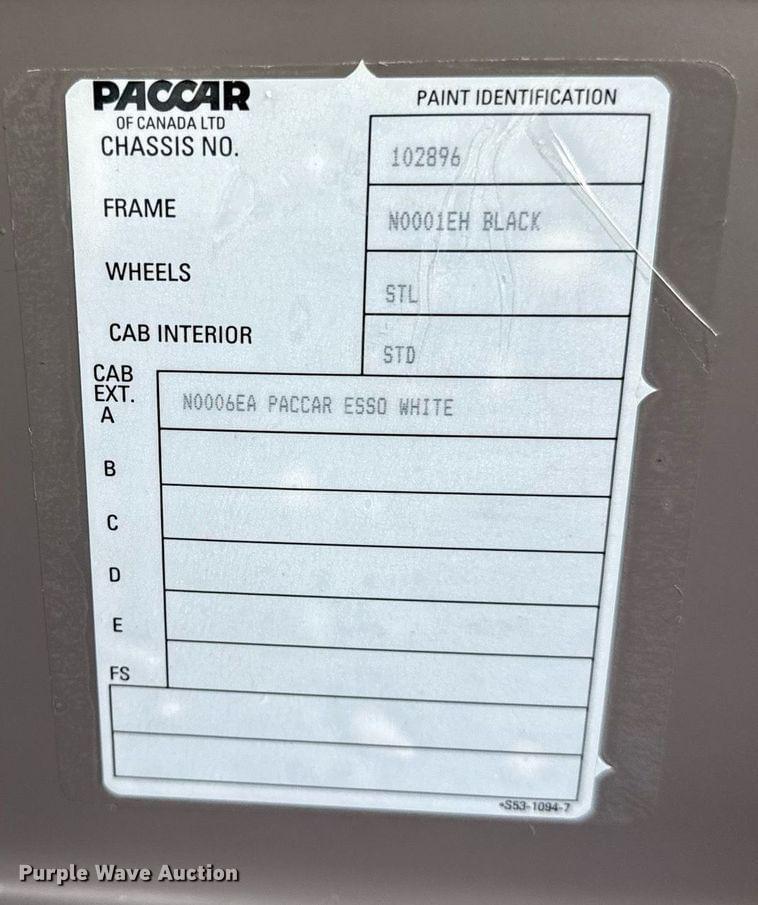 PACCAR
OF CANADA LTD
PAINT IDENTIFICATION
CHASSIS NO. 102896
FRAME N0001EH BLACK
WHEELS STL
CAB INTERIOR STD
CAB
EXT.
A N0006EA PACCAR ESSO WHITE
B
C
D
E
FS
*S53-1094-7
Purple Wave Auction